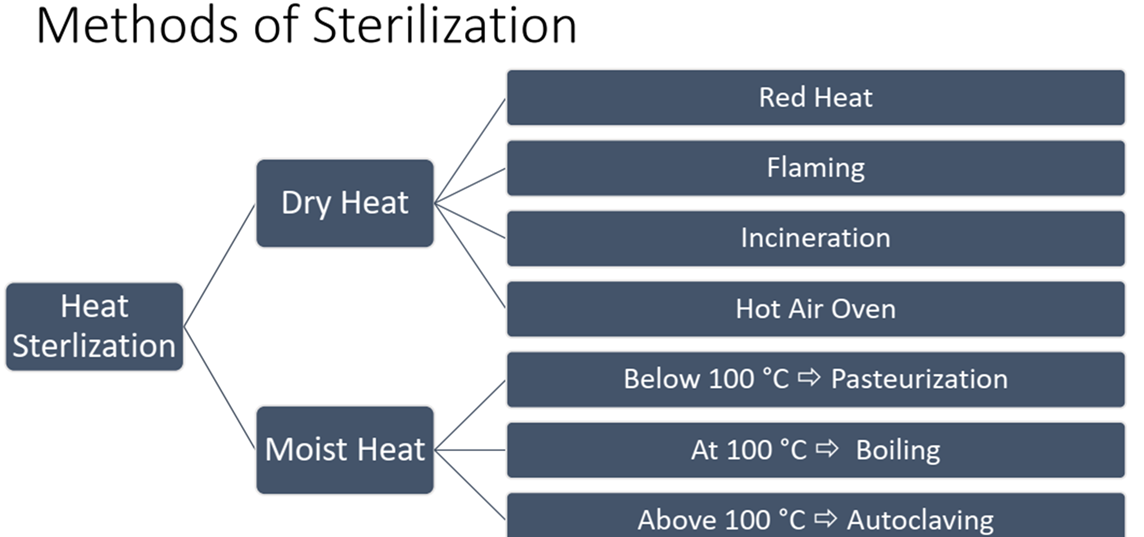 Methods of Sterilization
Heat
Sterlization
Dry Heat
Red Heat
Flaming
Incineration
Hot Air Oven
Moist Heat
Below 100 °C ⇨ Pasteurization
At 100 °C ⇨ Boiling
Above 100 °C ⇨ Autoclaving